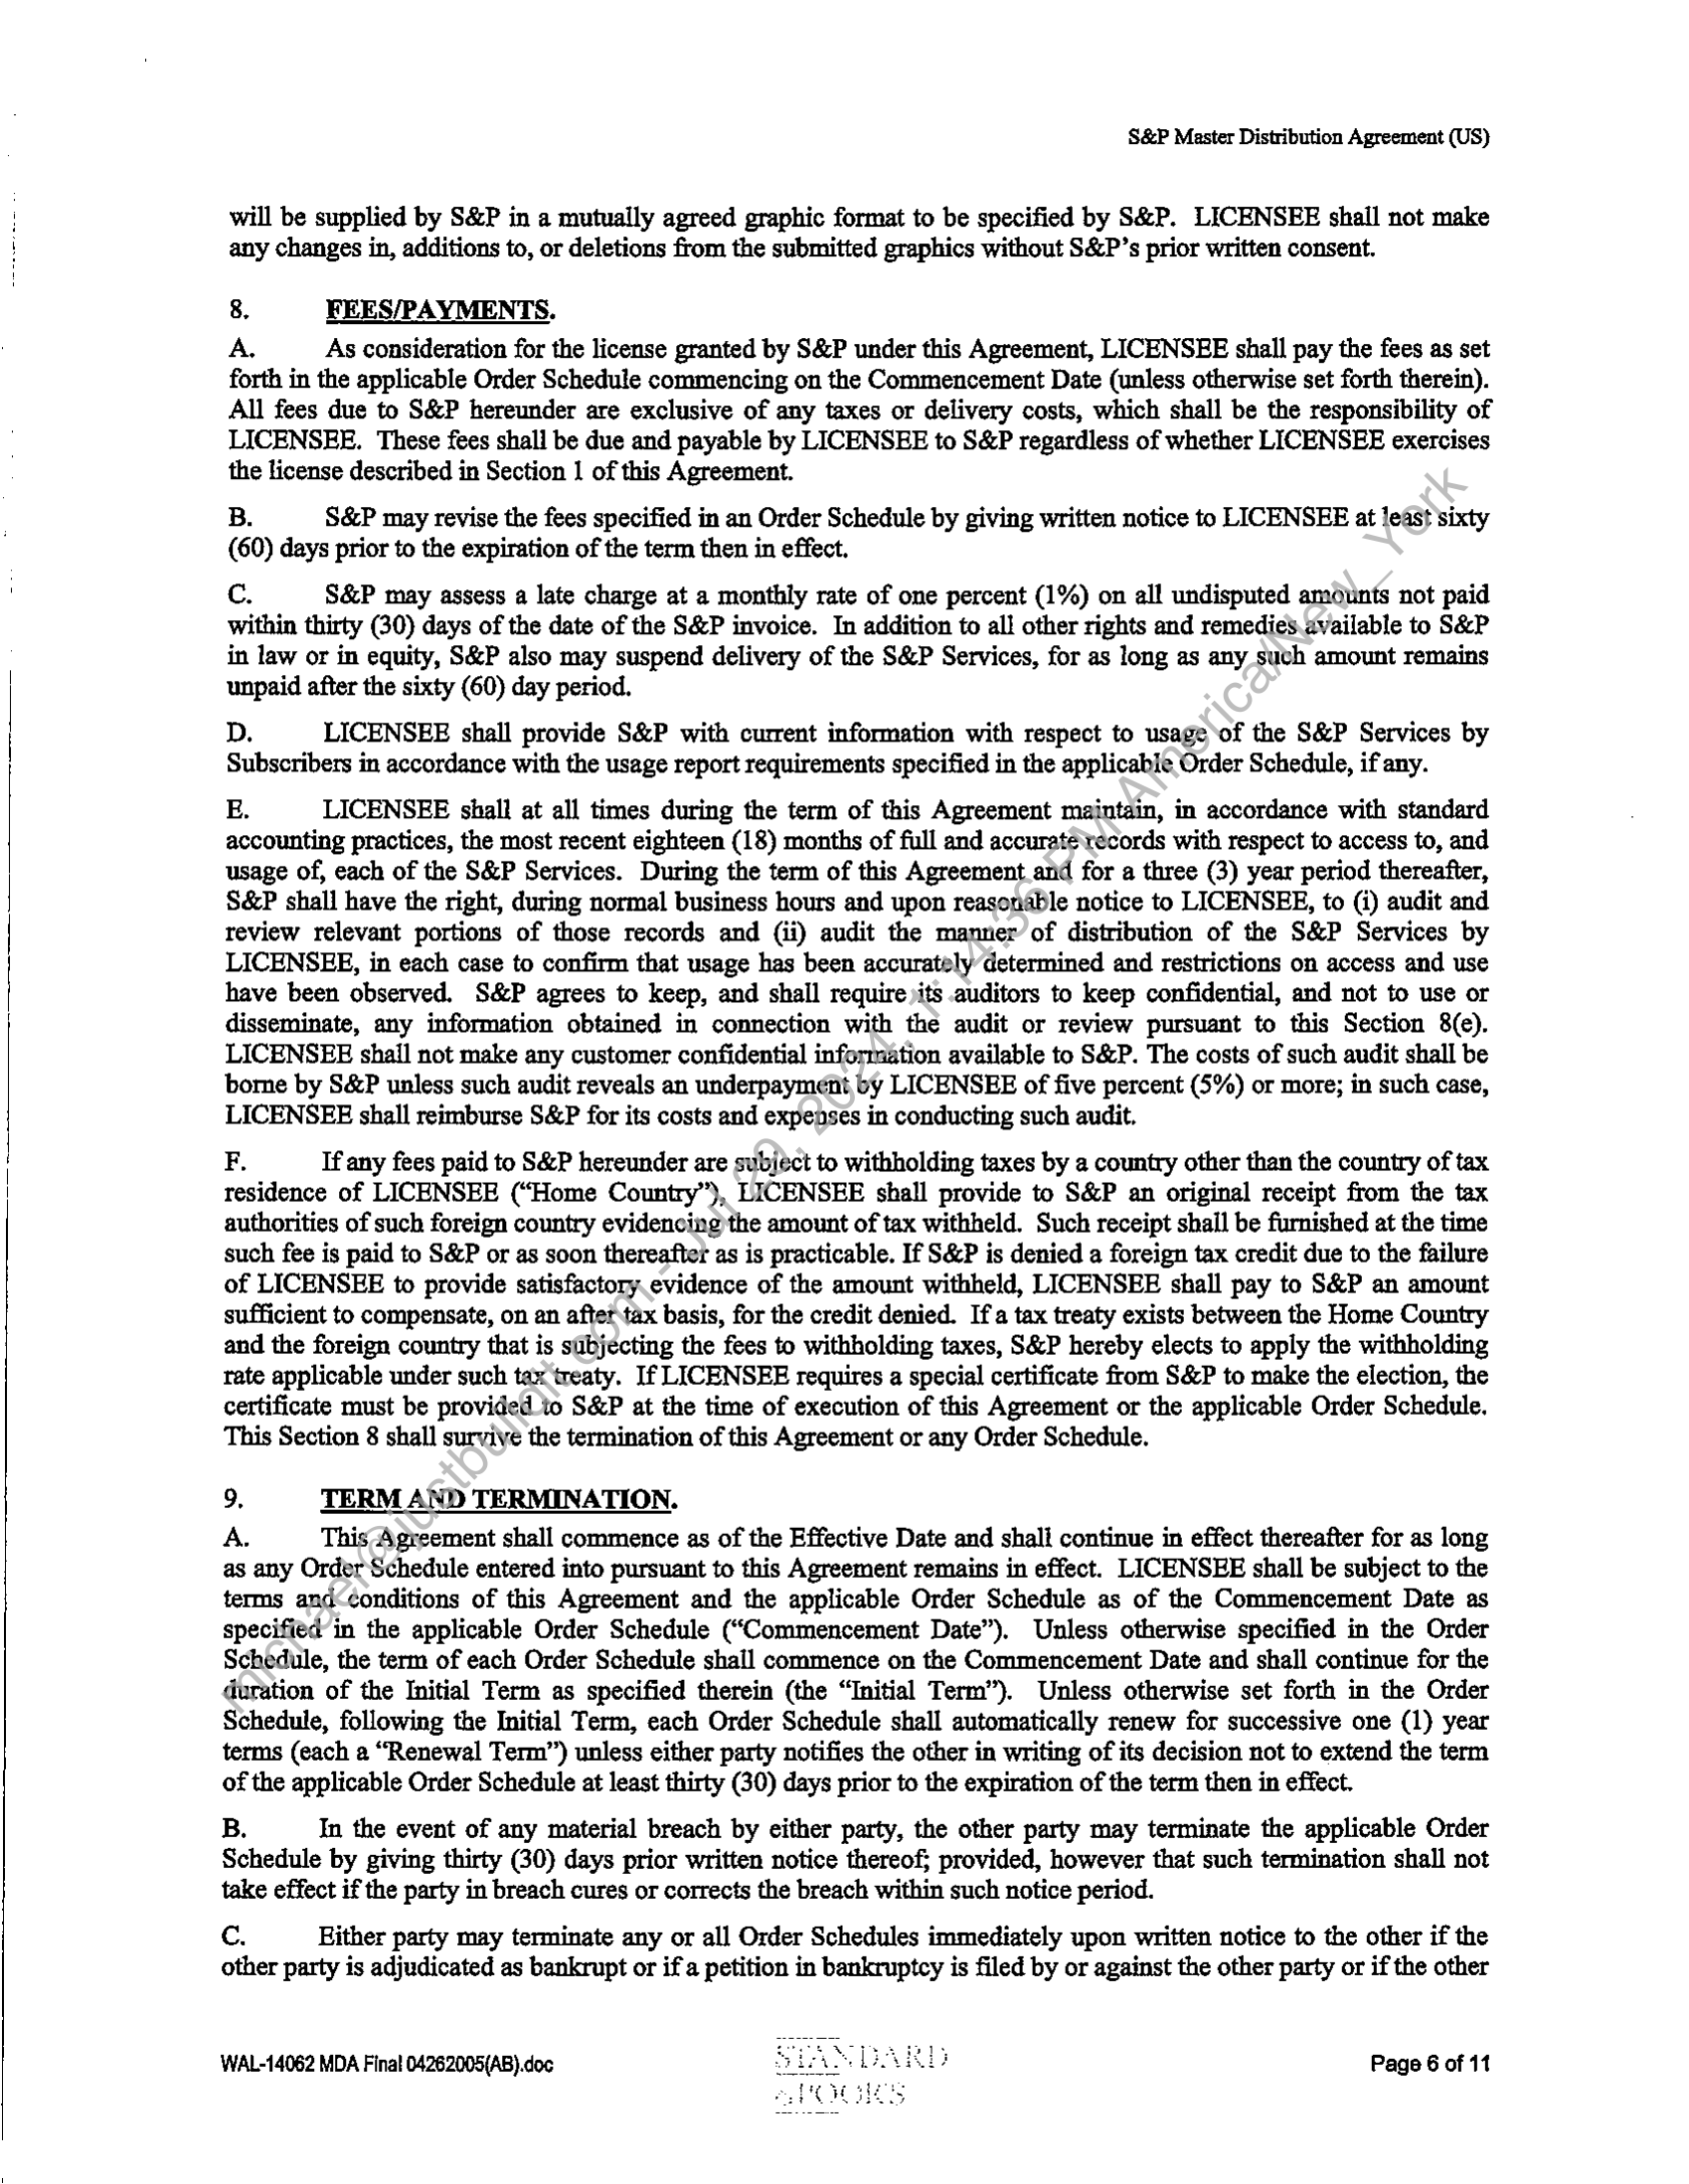 S&P Master Distribution Agreement (US)
will be supplied by S&P in a mutually agreed graphic format to be specified by S&P. LICENSEE shall not make
any changes in, additions to, or deletions from the submitted graphics without S&P's prior written consent.
8. FEES/PAYMENTS.
A. As consideration for the license granted by S&P under this Agreement, LICENSEE shall pay the fees as set
forth in the applicable Order Schedule commencing on the Commencement Date (unless otherwise set forth therein).
All fees due to S&P hereunder are exclusive of any taxes or delivery costs, which shall be the responsibility of
LICENSEE. These fees shall be due and payable by LICENSEE to S&P regardless of whether LICENSEE exercises
the license described in Section 1 of this Agreement.
B. S&P may revise the fees specified in an Order Schedule by giving written notice to LICENSEE at least sixty
(60) days prior to the expiration of the term then in effect.
C. S&P may assess a late charge at a monthly rate of one percent (1%) on all undisputed amounts not paid
within thirty (30) days of the date of the S&P invoice. In addition to all other rights and remedies available to S&P
in law or in equity, S&P also may suspend delivery of the S&P Services, for as long as any such amount remains
unpaid after the sixty (60) day period.
D. LICENSEE shall provide S&P with current information with respect to usage of the S&P Services by
Subscribers in accordance with the usage report requirements specified in the applicable Order Schedule, if any.
E. LICENSEE shall at all times during the term of this Agreement maintain, in accordance with standard
accounting practices, the most recent eighteen (18) months of full and accurate records with respect to access to, and
usage of, each of the S&P Services. During the term of this Agreement and for a three (3) year period thereafter,
S&P shall have the right, during normal business hours and upon reasonable notice to LICENSEE, to (i) audit and
review relevant portions of those records and (ii) audit the manner of distribution of the S&P Services by
LICENSEE, in each case to confirm that usage has been accurately determined and restrictions on access and use
have been observed. S&P agrees to keep, and shall require its auditors to keep confidential, and not to use or
disseminate, any information obtained in connection with the audit or review pursuant to this Section 8(e).
LICENSEE shall not make any customer confidential information available to S&P. The costs of such audit shall be
borne by S&P unless such audit reveals an underpayment by LICENSEE of five percent (5%) or more; in such case,
LICENSEE shall reimburse S&P for its costs and expenses in conducting such audit.
F. If any fees paid to S&P hereunder are subject to withholding taxes by a country other than the country of tax
residence of LICENSEE ("Home Country"), LICENSEE shall provide to S&P an original receipt from the tax
authorities of such foreign country evidencing the amount of tax withheld. Such receipt shall be furnished at the time
such fee is paid to S&P or as soon thereafter as is practicable. If S&P is denied a foreign tax credit due to the failure
of LICENSEE to provide satisfactory evidence of the amount withheld, LICENSEE shall pay to S&P an amount
sufficient to compensate, on an after tax basis, for the credit denied. If a tax treaty exists between the Home Country
and the foreign country that is subjecting the fees to withholding taxes, S&P hereby elects to apply the withholding
rate applicable under such tax treaty. If LICENSEE requires a special certificate from S&P to make the election, the
certificate must be provided to S&P at the time of execution of this Agreement or the applicable Order Schedule.
This Section 8 shall survive the termination of this Agreement or any Order Schedule.
9. TERM AND TERMINATION.
A. This Agreement shall commence as of the Effective Date and shall continue in effect thereafter for as long
as any Order Schedule entered into pursuant to this Agreement remains in effect. LICENSEE shall be subject to the
terms and conditions of this Agreement and the applicable Order Schedule as of the Commencement Date as
specified in the applicable Order Schedule ("Commencement Date"). Unless otherwise specified in the Order
Schedule, the term of each Order Schedule shall commence on the Commencement Date and shall continue for the
duration of the Initial Term as specified therein (the "Initial Term"). Unless otherwise set forth in the Order
Schedule, following the Initial Term, each Order Schedule shall automatically renew for successive one (1) year
terms (each a "Renewal Term") unless either party notifies the other in writing of its decision not to extend the term
of the applicable Order Schedule at least thirty (30) days prior to the expiration of the term then in effect.
B. In the event of any material breach by either party, the other party may terminate the applicable Order
Schedule by giving thirty (30) days prior written notice thereof; provided, however that such termination shall not
take effect if the party in breach cures or corrects the breach within such notice period.
C. Either party may terminate any or all Order Schedules immediately upon written notice to the other if the
other party is adjudicated as bankrupt or if a petition in bankruptcy is filed by or against the other party or if the other
WAL-14062 MDA Final 04262005(AB).doc
STANDARD
&POORS
Page 6 of 11
michael@justbuildit.com - Jul 29, 2024, 1:14:36 PM America/New_York